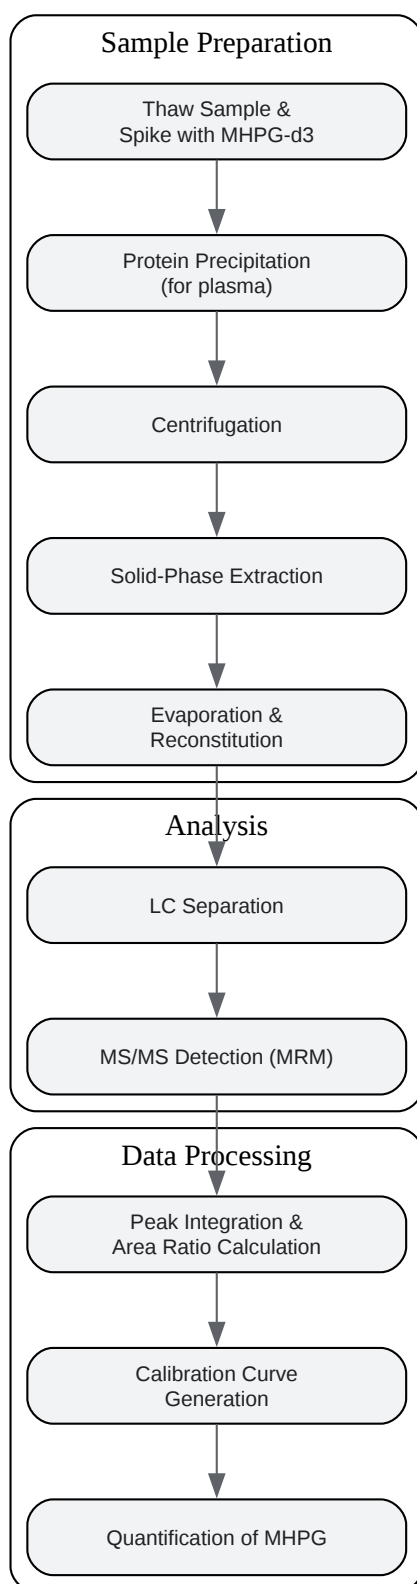 Sample Preparation
Thaw Sample &
Spike with MHPG-d3
Protein Precipitation
(for plasma)
Centrifugation
Solid-Phase Extraction
Evaporation &
Reconstitution
Analysis
LC Separation
MS/MS Detection (MRM)
Data Processing
Peak Integration &
Area Ratio Calculation
Calibration Curve
Generation
Quantification of MHPG